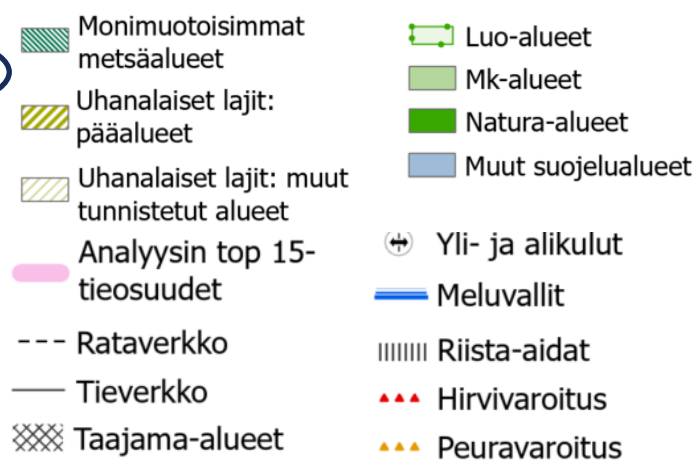 Monimuotoisimmat
metsäalueet
Uhanalaiset lajit:
pääalueet
Uhanalaiset lajit: muut
tunnistetut alueet
Analyysin top 15-
tieosuudet
Rataverkko
Tieverkko
Taajama-alueet
Luo-alueet
Mk-alueet
Natura-alueet
Muut suojelualueet
Yli- ja alikulut
Meluvallit
Riista-aidat
Hirvivaroitus
Peuravaroitus